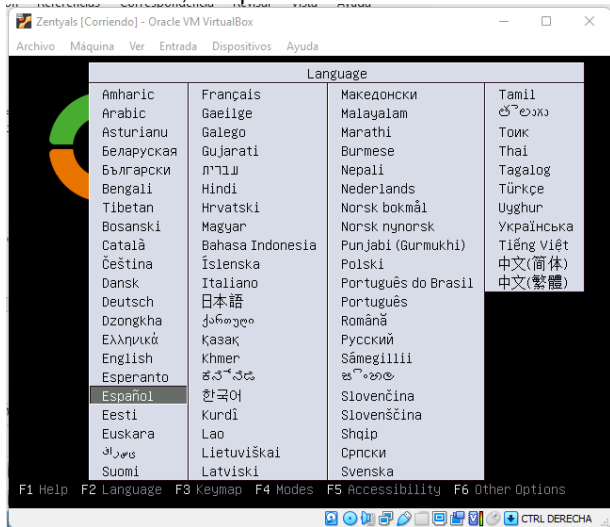 Zentyals [Corriendo] - Oracle VM VirtualBox
Archivo Máquina Ver Entrada Dispositivos Ayuda
Language
Amharic
Arabic
Asturianu
Беларуская
Български
Bengali
Tibetan
Bosanski
Català
Čeština
Dansk
Deutsch
Dzongkha
Ελληνικά
English
Esperanto
Español
Eesti
Euskara
Suomi
Français
Gaeilge
Galego
Gujarati
עברית
Hindi
Hrvatski
Magyar
Bahasa Indonesia
Íslenska
Italiano
日本語
ქართული
Қазақ
Khmer
한국어
Kurdî
Lao
Lietuviškai
Latviski
Македонски
Malayalam
Marathi
Burmese
Nepali
Nederlands
Norsk bokmål
Norsk nynorsk
Punjabi (Gurmukhi)
Polski
Português do Brasil
Português
Română
Русский
Sámegillii
Slovenčina
Slovenščina
Shqip
Српски
Svenska
Tamil
Тоик
Thai
Tagalog
Türkçe
Uyghur
Українська
Tiếng Việt
中文(简体)
中文(繁體)
F1 Help F2 Language F3 Keymap F4 Modes F5 Accessibility F6 Other Options
CTRL DERECHA